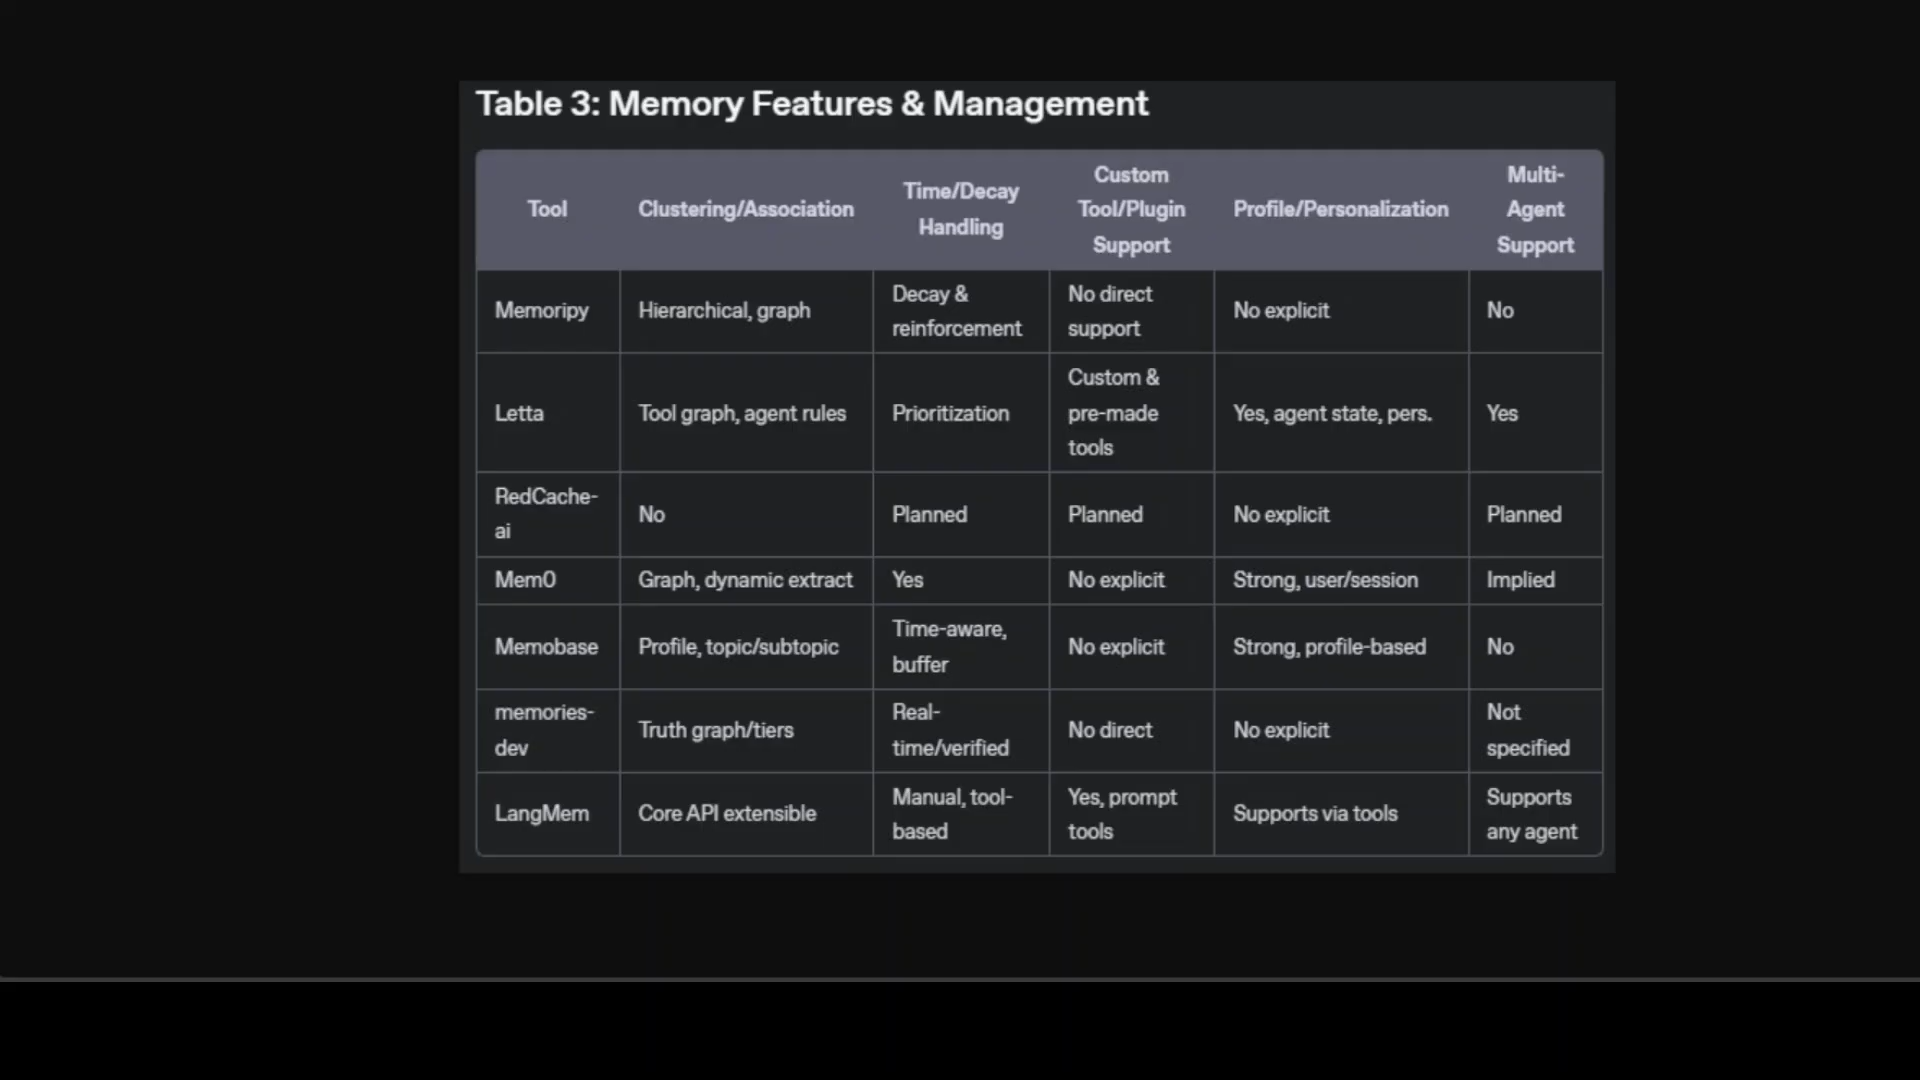 Table 3: Memory Features & Management
Tool
Clustering/Association
Time/Decay
Handling
Custom
Tool/Plugin
Support
Profile/Personalization
Multi-
Agent
Support
Memoripy
Hierarchical, graph
Decay &
reinforcement
No direct
support
No explicit
No
Letta
Tool graph, agent rules
Prioritization
Custom &
pre-made
tools
Yes, agent state, pers.
Yes
RedCache-
ai
No
Planned
Planned
No explicit
Planned
Mem0
Graph, dynamic extract
Yes
No explicit
Strong, user/session
Implied
Memobase
Profile, topic/subtopic
Time-aware,
buffer
No explicit
Strong, profile-based
No
memories-
dev
Truth graph/tiers
Real-
time/verified
No direct
No explicit
Not
specified
LangMem
Core API extensible
Manual, tool-
based
Yes, prompt
tools
Supports via tools
Supports
any agent